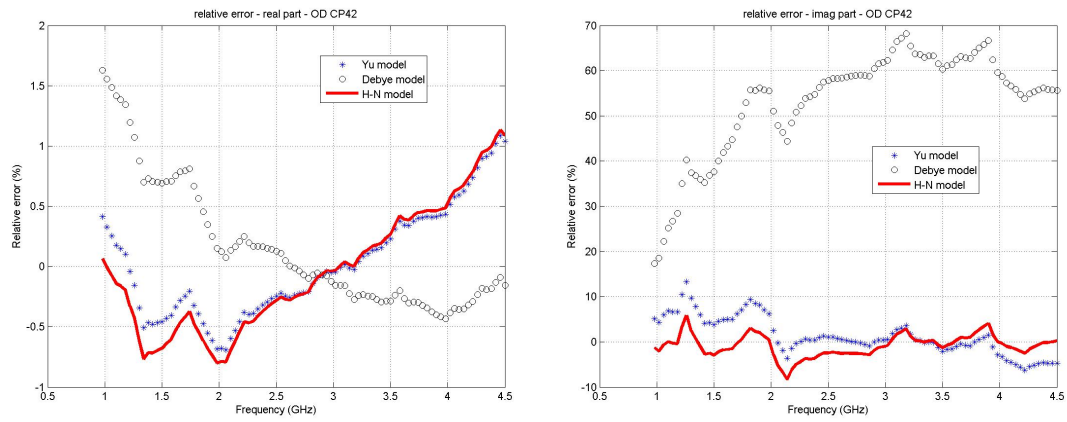 relative error - real part - OD CP42
2
1.5
1
0.5
0
-0.5
-1
Relative error (%)
Yu model
Debye model
H-N model
0.5 1 1.5 2 2.5 3 3.5 4 4.5
Frequency (GHz)
relative error - imag part - OD CP42
70
60
50
40
30
20
10
0
-10
Relative error (%)
Yu model
Debye model
H-N model
0.5 1 1.5 2 2.5 3 3.5 4 4.5
Frequency (GHz)